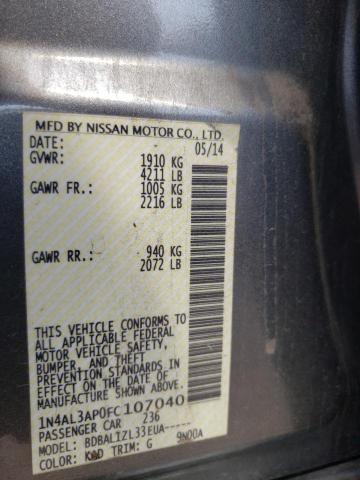 MFD BY NISSAN MOTOR CO., LTD.
DATE: 05/14
GVWR: 1910 KG
4211 LB
GAWR FR.: 1005 KG
2216 LB
GAWR RR.: 940 KG
2072 LB
THIS VEHICLE CONFORMS TO
ALL APPLICABLE FEDERAL
MOTOR VEHICLE SAFETY,
BUMPER, AND THEFT
PREVENTION STANDARDS IN
EFFECT ON THE DATE OF
MANUFACTURE SHOWN ABOVE.
1N4AL3AP0FC107040
PASSENGER CAR 236
MODEL: BDBALIZL33EUA-----
COLOR: KAD TRIM: G 9N00A